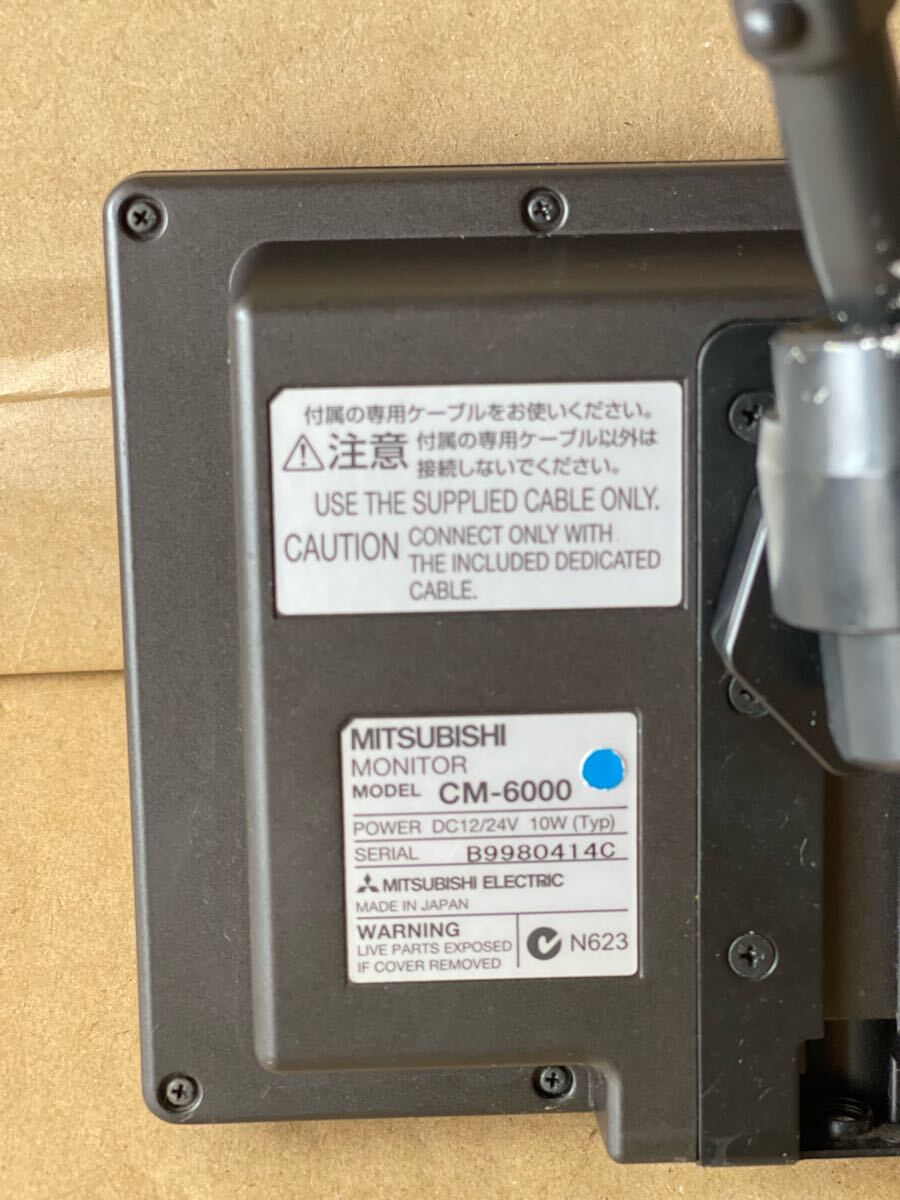 付属の専用ケーブルをお使いください。
⚠注意 付属の専用ケーブル以外は
接続しないでください。
USE THE SUPPLIED CABLE ONLY.
CAUTION CONNECT ONLY WITH
THE INCLUDED DEDICATED
CABLE.
MITSUBISHI
MONITOR
MODEL CM-6000
POWER DC12/24V 10W (Typ)
SERIAL B9980414C
MITSUBISHI ELECTRIC
MADE IN JAPAN
WARNING
LIVE PARTS EXPOSED
IF COVER REMOVED
N623